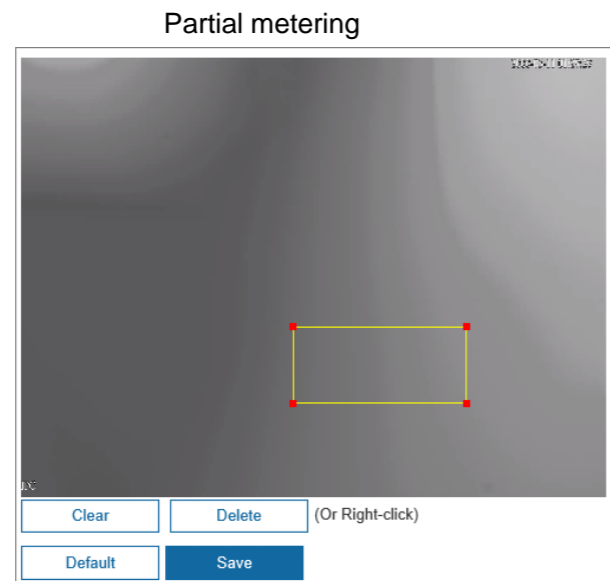 Partial metering
Clear
Delete
(Or Right-click)
Default
Save